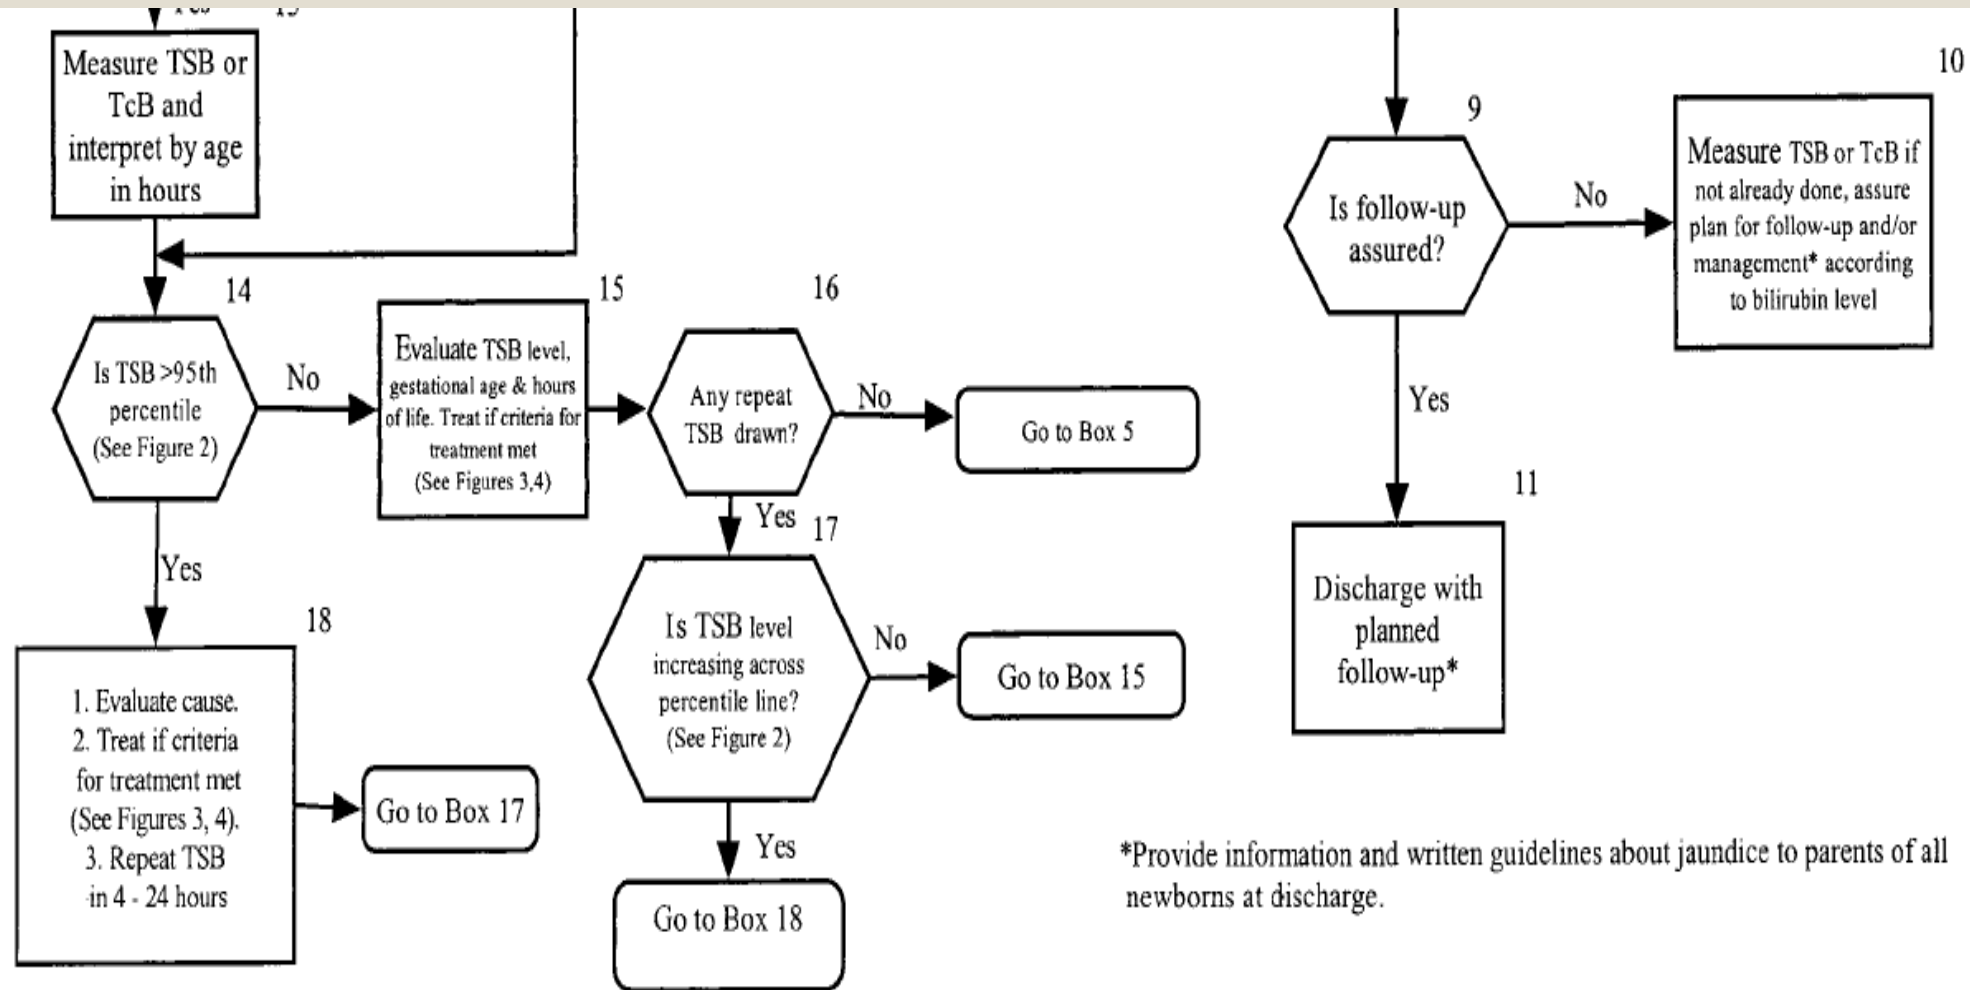 Measure TSB or
TcB and
interpret by age
in hours
14
Is TSB >95th
percentile
(See Figure 2)
No
Yes
15
Evaluate TSB level,
gestational age & hours
of life. Treat if criteria for
treatment met
(See Figures 3,4)
16
Any repeat
TSB drawn?
No
Go to Box 5
Yes
17
Is TSB level
increasing across
percentile line?
(See Figure 2)
No
Go to Box 15
Yes
Go to Box 18
18
1. Evaluate cause.
2. Treat if criteria
for treatment met
(See Figures 3, 4).
3. Repeat TSB
in 4 - 24 hours
Go to Box 17
9
Is follow-up
assured?
No
10
Measure TSB or TcB if
not already done, assure
plan for follow-up and/or
management* according
to bilirubin level
Yes
11
Discharge with
planned
follow-up*
*Provide information and written guidelines about jaundice to parents of all
newborns at discharge.